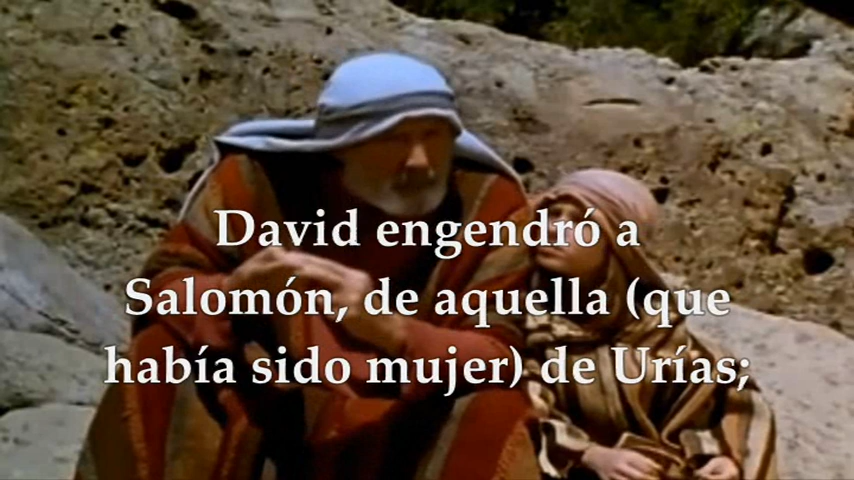 David engendró a
Salomón, de aquella (que
había sido mujer) de Urías;